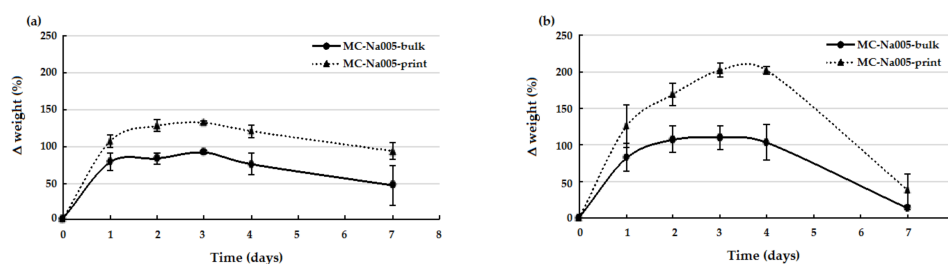 (a)
250
200
150
100
50
0
Δ weight (%)
MC-Na005-bulk
MC-Na005-print
0 1 2 3 4 5 6 7 8
Time (days)
(b)
250
200
150
100
50
0
Δ weight (%)
MC-Na005-bulk
MC-Na005-print
0 1 2 3 4 5 6 7
Time (days)